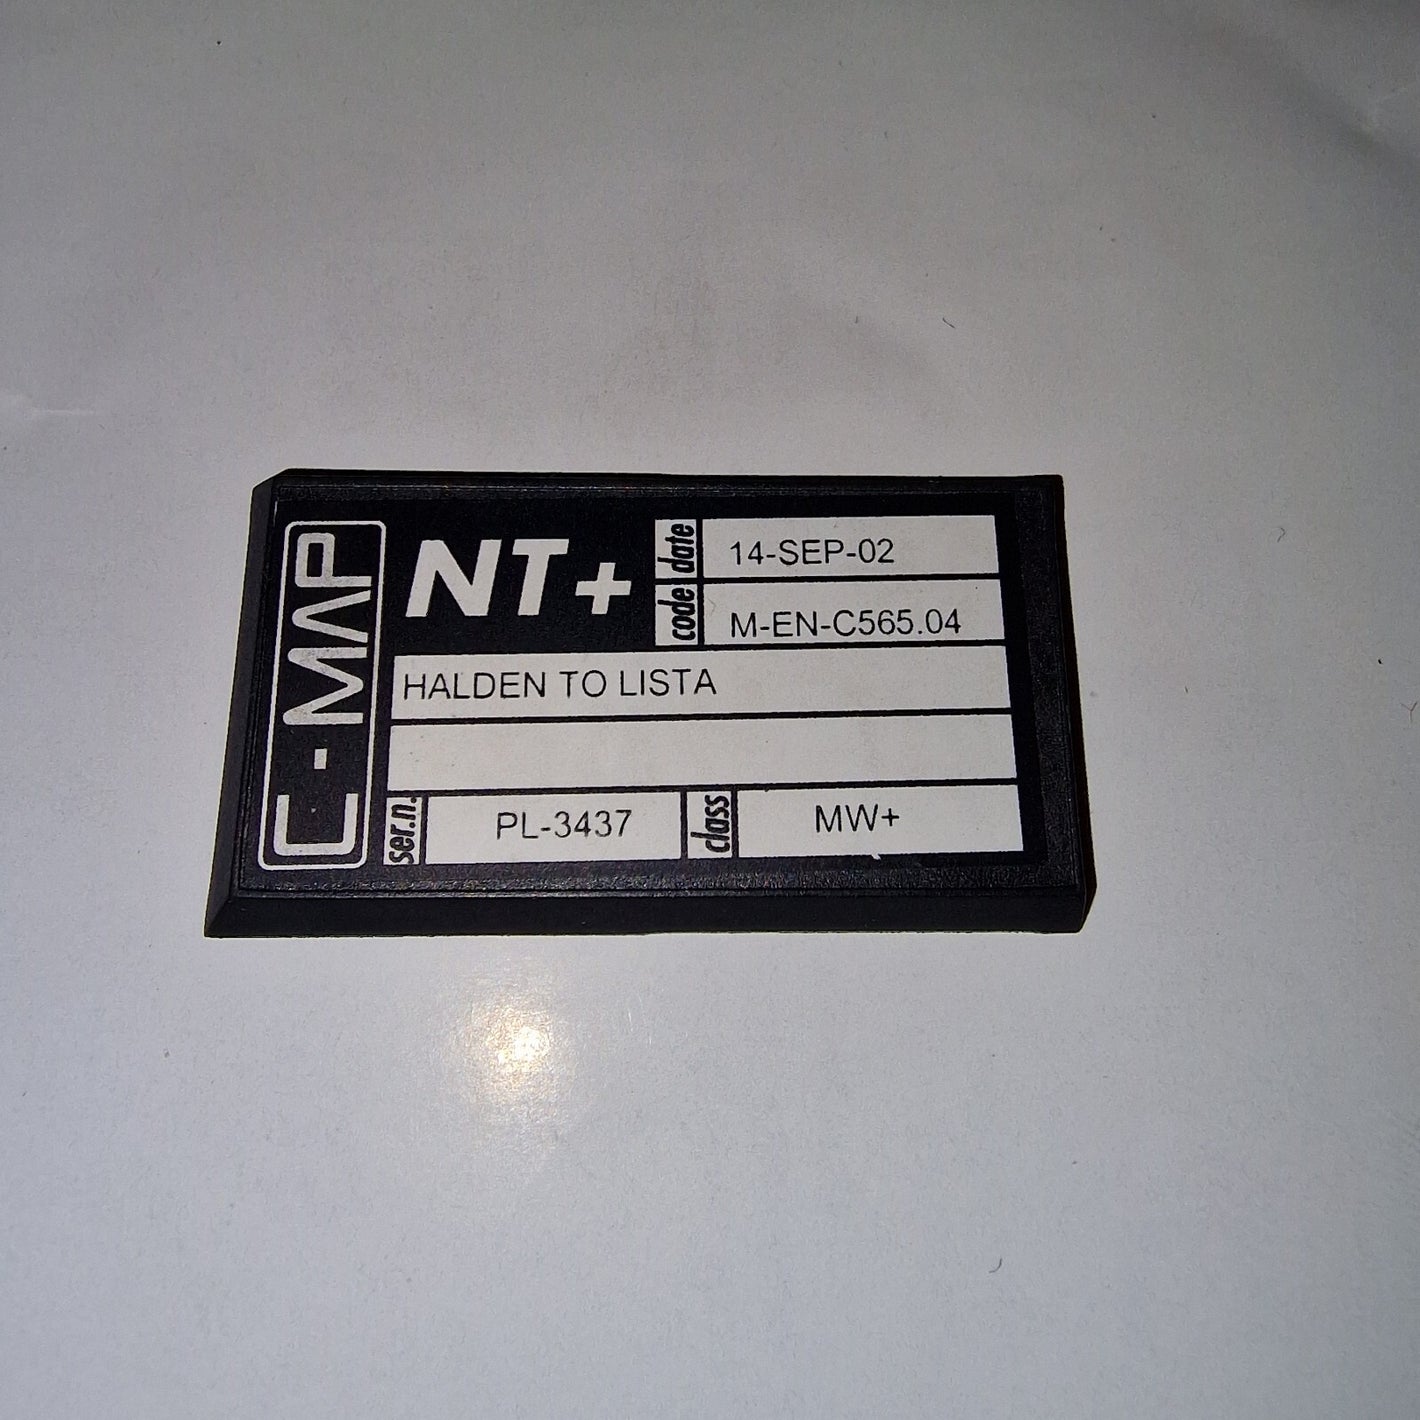 C-MAP
NT+
date 14-SEP-02
code M-EN-C565.04
HALDEN TO LISTA
ser.n. PL-3437 class MW+